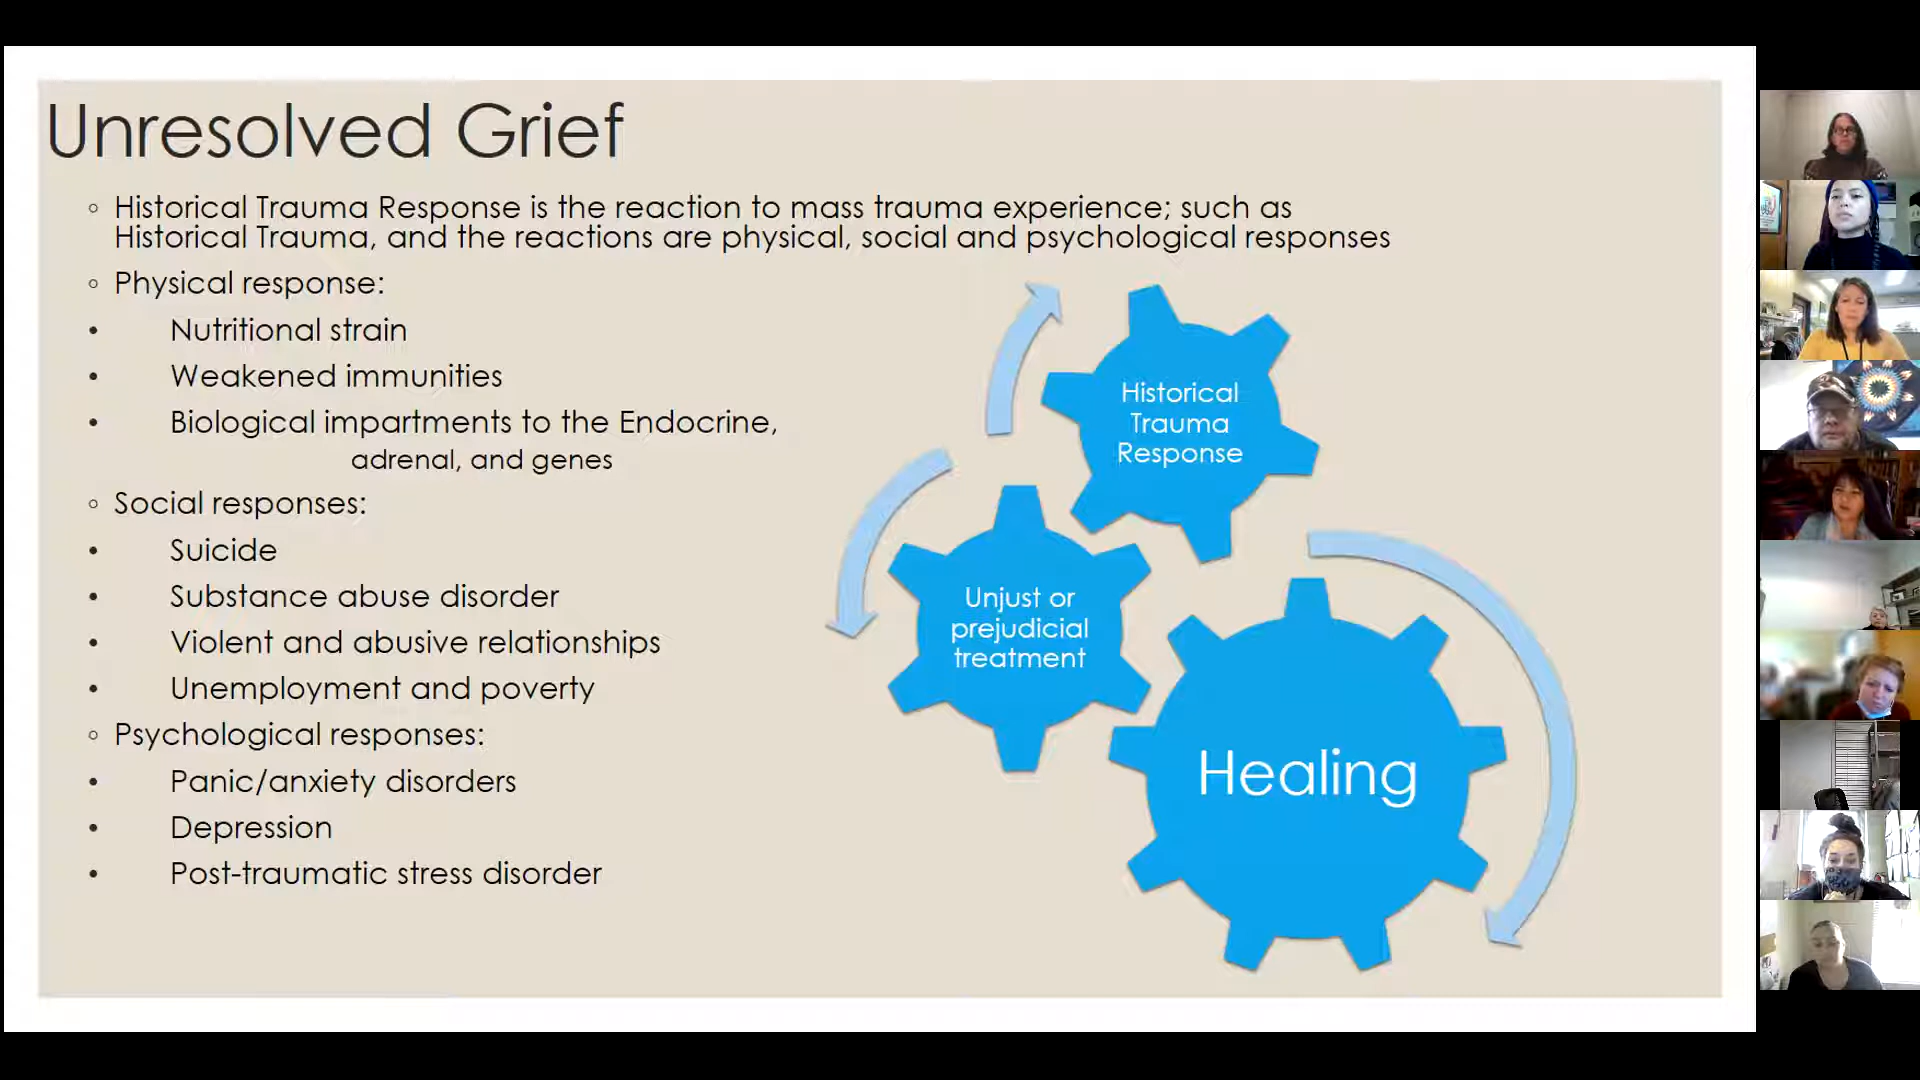 Unresolved Grief
◦ Historical Trauma Response is the reaction to mass trauma experience; such as
Historical Trauma, and the reactions are physical, social and psychological responses
◦ Physical response:
• Nutritional strain
• Weakened immunities
• Biological impartments to the Endocrine,
adrenal, and genes
◦ Social responses:
• Suicide
• Substance abuse disorder
• Violent and abusive relationships
• Unemployment and poverty
◦ Psychological responses:
• Panic/anxiety disorders
• Depression
• Post-traumatic stress disorder
Historical
Trauma
Response
Unjust or
prejudicial
treatment
Healing